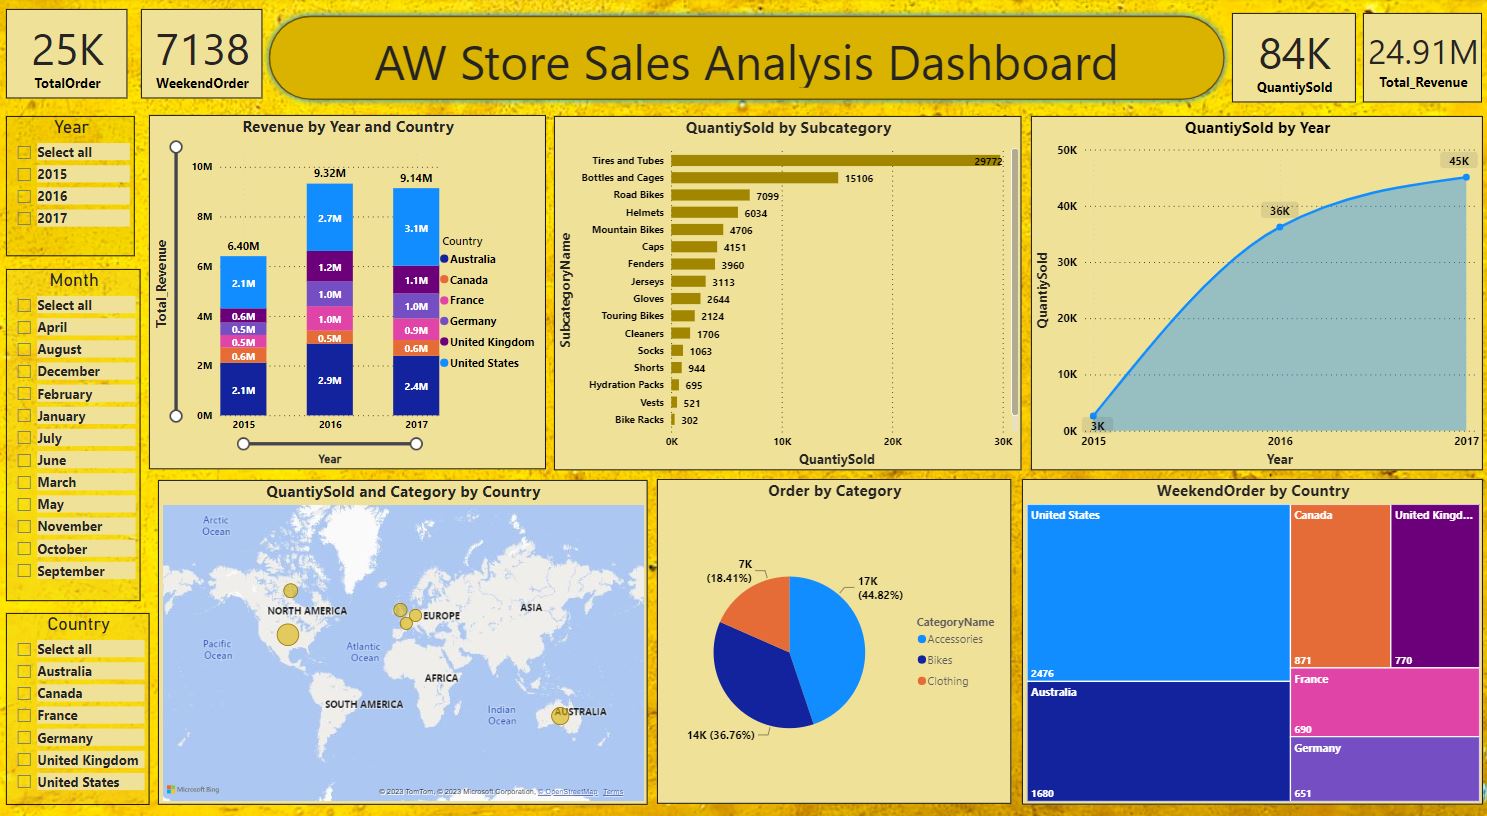 25K
TotalOrder
7138
WeekendOrder
AW Store Sales Analysis Dashboard
84K
QuantiySold
24.91M
Total_Revenue
Year
Select all
2015
2016
2017
Month
Select all
April
August
December
February
January
July
June
March
May
November
October
September
Country
Select all
Australia
Canada
France
Germany
United Kingdom
United States
Revenue by Year and Country
Total_Revenue
10M
8M
6M
4M
2M
0M
6.40M
2.1M
0.6M
0.5M
0.5M
0.6M
2.1M
2015
9.32M
2.7M
1.2M
1.0M
1.0M
0.5M
2.9M
2016
9.14M
3.1M
1.1M
1.0M
0.9M
0.6M
2.4M
2017
Year
Country
Australia
Canada
France
Germany
United Kingdom
United States
QuantiySold by Subcategory
SubcategoryName
Tires and Tubes 29772
Bottles and Cages 15106
Road Bikes 7099
Helmets 6034
Mountain Bikes 4706
Caps 4151
Fenders 3960
Jerseys 3113
Gloves 2644
Touring Bikes 2124
Cleaners 1706
Socks 1063
Shorts 944
Hydration Packs 695
Vests 521
Bike Racks 302
0K 10K 20K 30K
QuantiySold
QuantiySold by Year
QuantiySold
50K
40K
30K
20K
10K
0K
3K
36K
45K
2015 2016 2017
Year
QuantiySold and Category by Country
Arctic
Ocean
NORTH AMERICA
EUROPE
ASIA
Pacific
Ocean
Atlantic
Ocean
AFRICA
SOUTH AMERICA
Indian
Ocean
AUSTRALIA
Microsoft Bing
© 2023 TomTom, © 2023 Microsoft Corporation, © OpenStreetMap Terms
Order by Category
7K
(18.41%)
17K
(44.82%)
14K (36.76%)
CategoryName
Accessories
Bikes
Clothing
WeekendOrder by Country
United States
2476
Australia
1680
Canada
871
United Kingd...
770
France
690
Germany
651